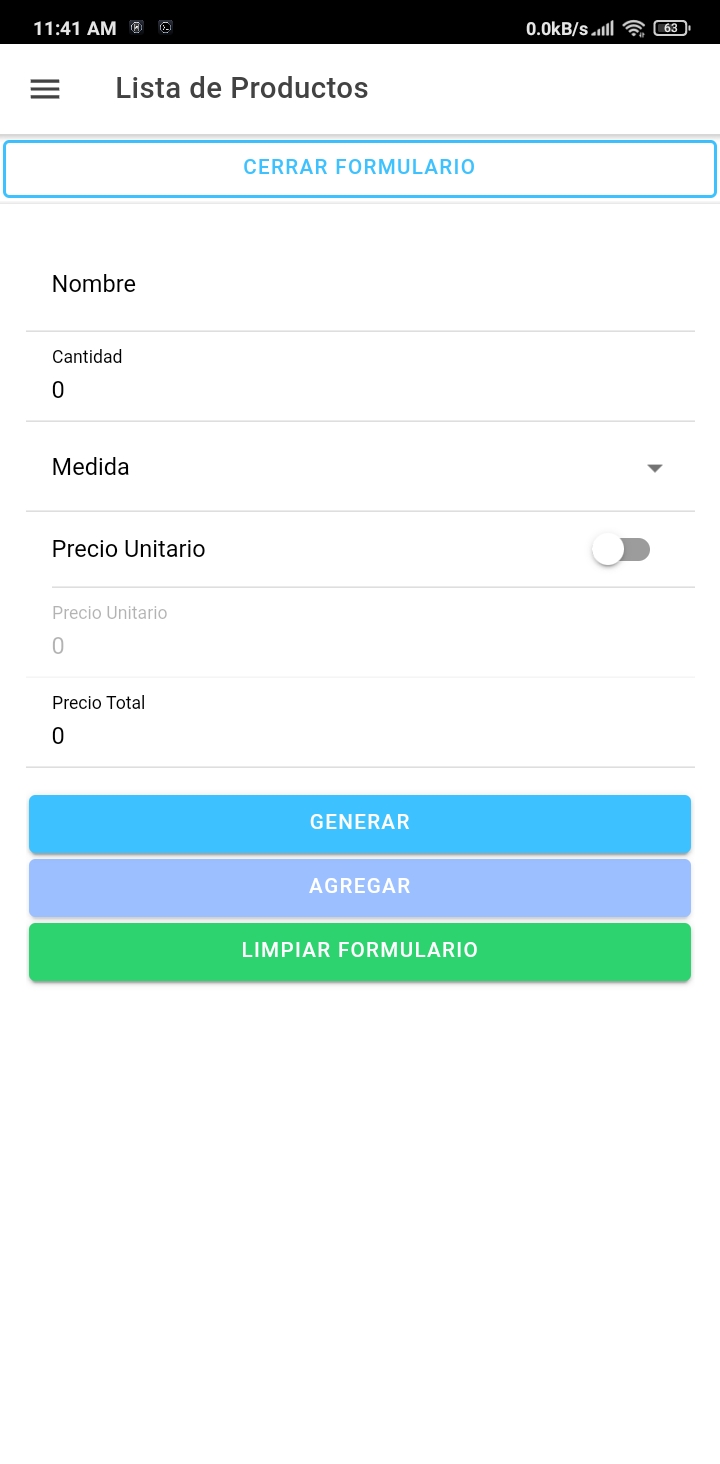 11:41 AM 0.0kB/s 63
Lista de Productos
CERRAR FORMULARIO
Nombre
Cantidad
0
Medida
Precio Unitario
Precio Unitario
0
Precio Total
0
GENERAR
AGREGAR
LIMPIAR FORMULARIO